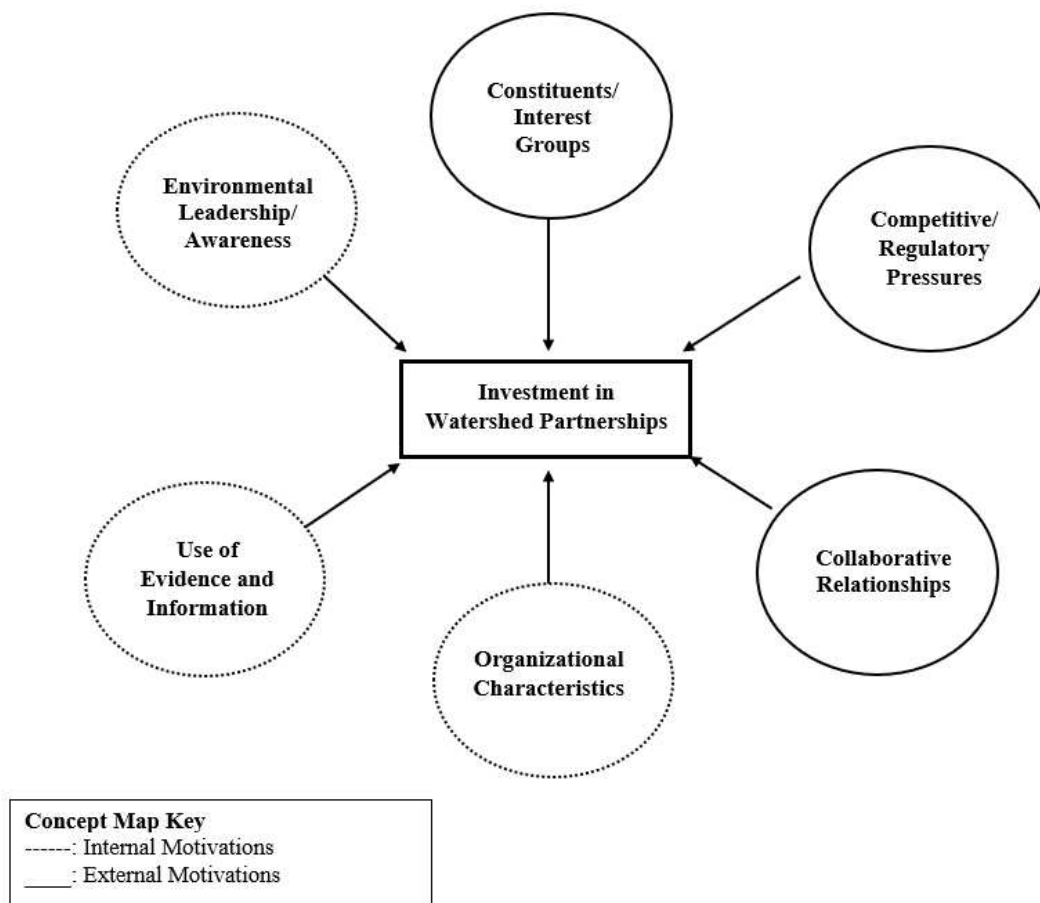 Constituents/
Interest
Groups
Environmental
Leadership/
Awareness
Competitive/
Regulatory
Pressures
Investment in
Watershed Partnerships
Use of
Evidence and
Information
Collaborative
Relationships
Organizational
Characteristics
Concept Map Key
------: Internal Motivations
____: External Motivations